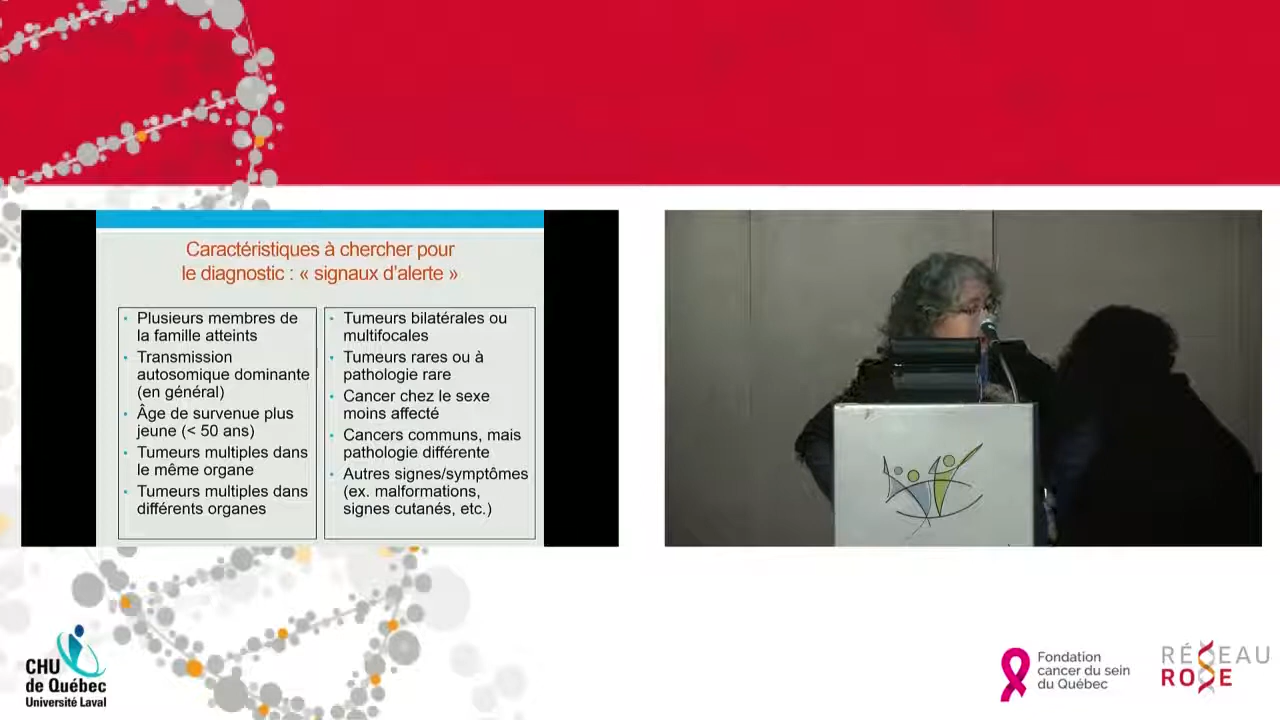 Caractéristiques à chercher pour
le diagnostic : « signaux d'alerte »
• Plusieurs membres de
la famille atteints
• Transmission
autosomique dominante
(en général)
• Âge de survenue plus
jeune (< 50 ans)
• Tumeurs multiples dans
le même organe
• Tumeurs multiples dans
différents organes
• Tumeurs bilatérales ou
multifocales
• Tumeurs rares ou à
pathologie rare
• Cancer chez le sexe
moins affecté
• Cancers communs, mais
pathologie différente
• Autres signes/symptômes
(ex. malformations,
signes cutanés, etc.)
CHU
de Québec
Université Laval
Fondation
cancer du sein
du Québec
RÉSEAU
ROSE